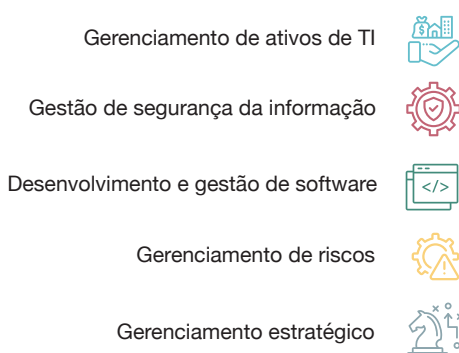 Gerenciamento de ativos de TI
Gestão de segurança da informação
Desenvolvimento e gestão de software
</>
Gerenciamento de riscos
Gerenciamento estratégico